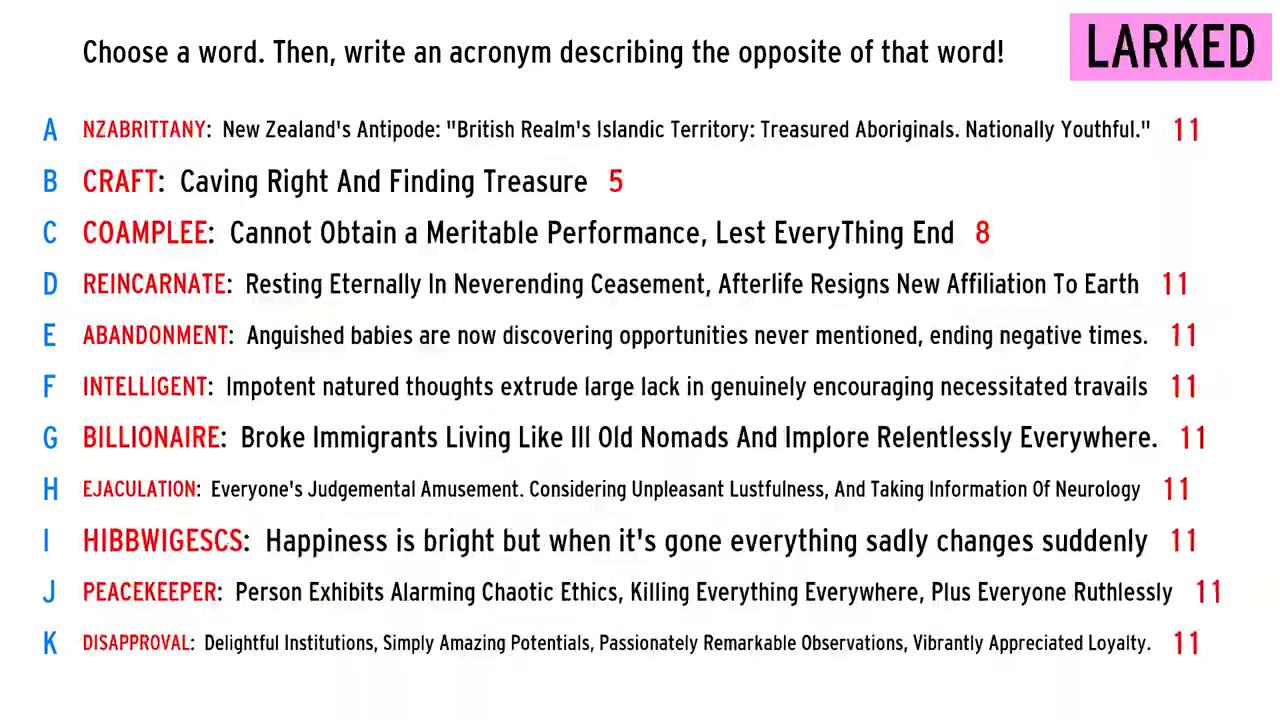 Choose a word. Then, write an acronym describing the opposite of that word!
LARKED
A NZABRITTANY: New Zealand's Antipode: "British Realm's Islandic Territory: Treasured Aboriginals. Nationally Youthful." 11
B CRAFT: Caving Right And Finding Treasure 5
C COAMPLEE: Cannot Obtain a Meritable Performance, Lest EveryThing End 8
D REINCARNATE: Resting Eternally In Neverending Ceasement, Afterlife Resigns New Affiliation To Earth 11
E ABANDONMENT: Anguished babies are now discovering opportunities never mentioned, ending negative times. 11
F INTELLIGENT: Impotent natured thoughts extrude large lack in genuinely encouraging necessitated travails 11
G BILLIONAIRE: Broke Immigrants Living Like Ill Old Nomads And Implore Relentlessly Everywhere. 11
H EJACULATION: Everyone's Judgemental Amusement. Considering Unpleasant Lustfulness, And Taking Information Of Neurology 11
I HIBBWIGESCS: Happiness is bright but when it's gone everything sadly changes suddenly 11
J PEACEKEEPER: Person Exhibits Alarming Chaotic Ethics, Killing Everything Everywhere, Plus Everyone Ruthlessly 11
K DISAPPROVAL: Delightful Institutions, Simply Amazing Potentials, Passionately Remarkable Observations, Vibrantly Appreciated Loyalty. 11